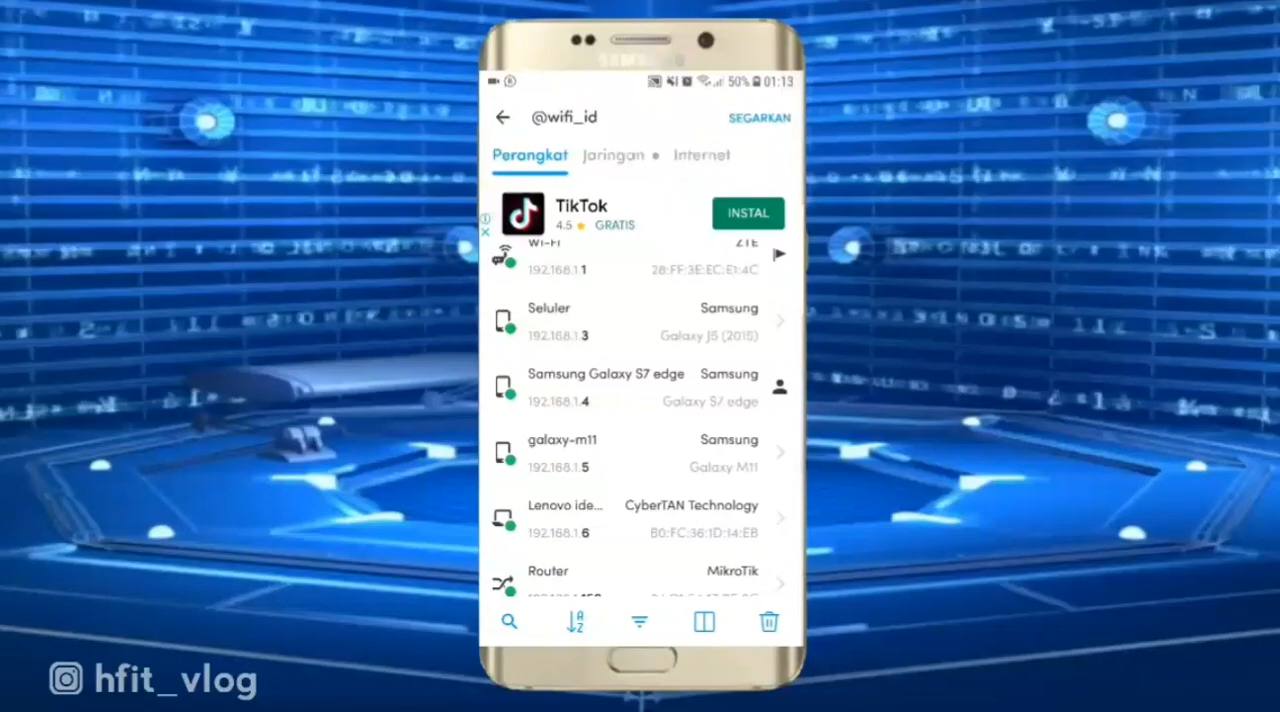 SAMSUNG
50% 01:13
@wifi_id SEGARKAN
Perangkat Jaringan Internet
TikTok
4.5 GRATIS
INSTAL
Wi-Fi ZTE
192.168.1.1 28:FF:3E:EC:E1:4C
Seluler Samsung
192.168.1.3 Galaxy J5 (2015)
Samsung Galaxy S7 edge Samsung
192.168.1.4 Galaxy S7 edge
galaxy-m11 Samsung
192.168.1.5 Galaxy M11
Lenovo ide... CyberTAN Technology
192.168.1.6 B0:FC:36:1D:14:EB
Router MikroTik
hfit_vlog